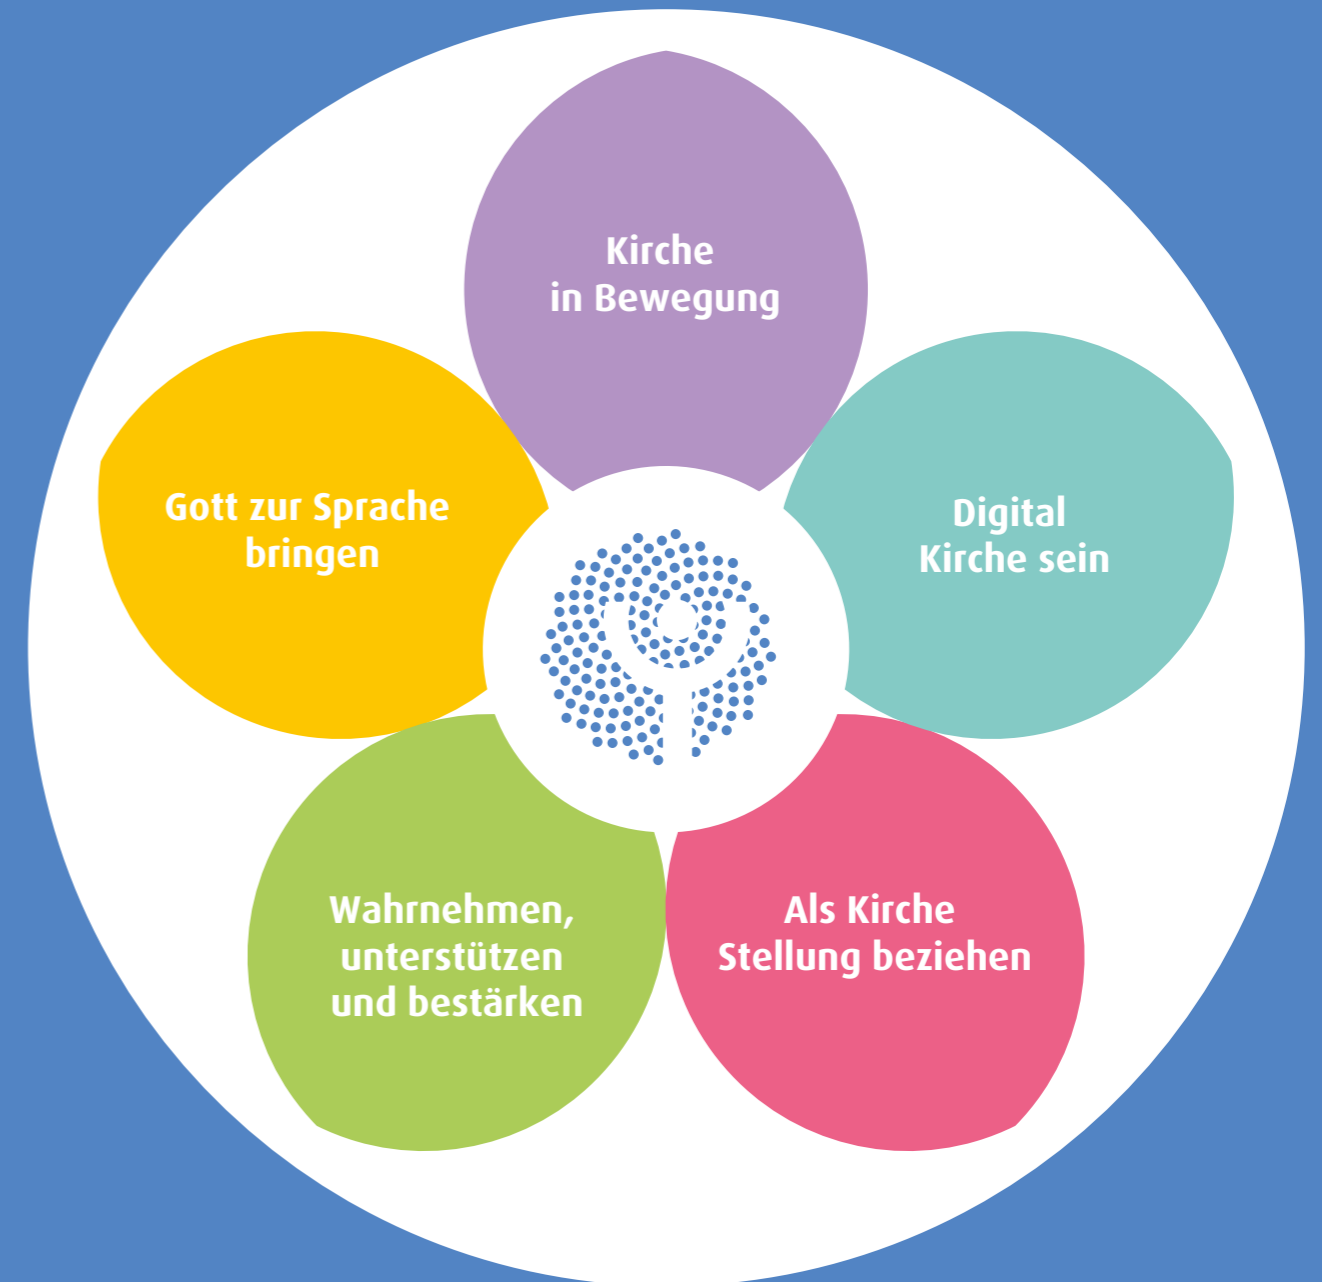 Kirche
in Bewegung
Gott zur Sprache
bringen
Digital
Kirche sein
Wahrnehmen,
unterstützen
und bestärken
Als Kirche
Stellung beziehen